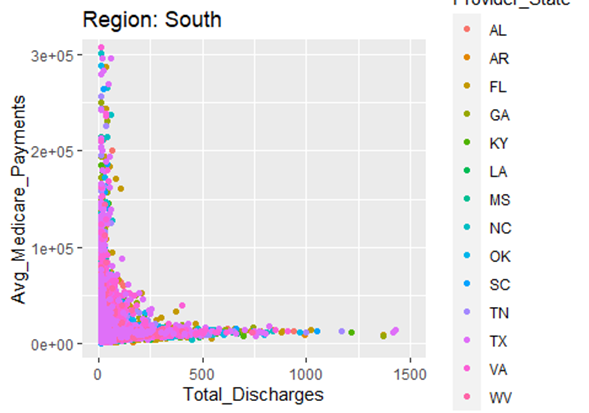 Region: South
Provider_State
AL
AR
FL
GA
KY
LA
MS
NC
OK
SC
TN
TX
VA
WV
Avg_Medicare_Payments
3e+05
2e+05
1e+05
0e+00
0 500 1000 1500
Total_Discharges